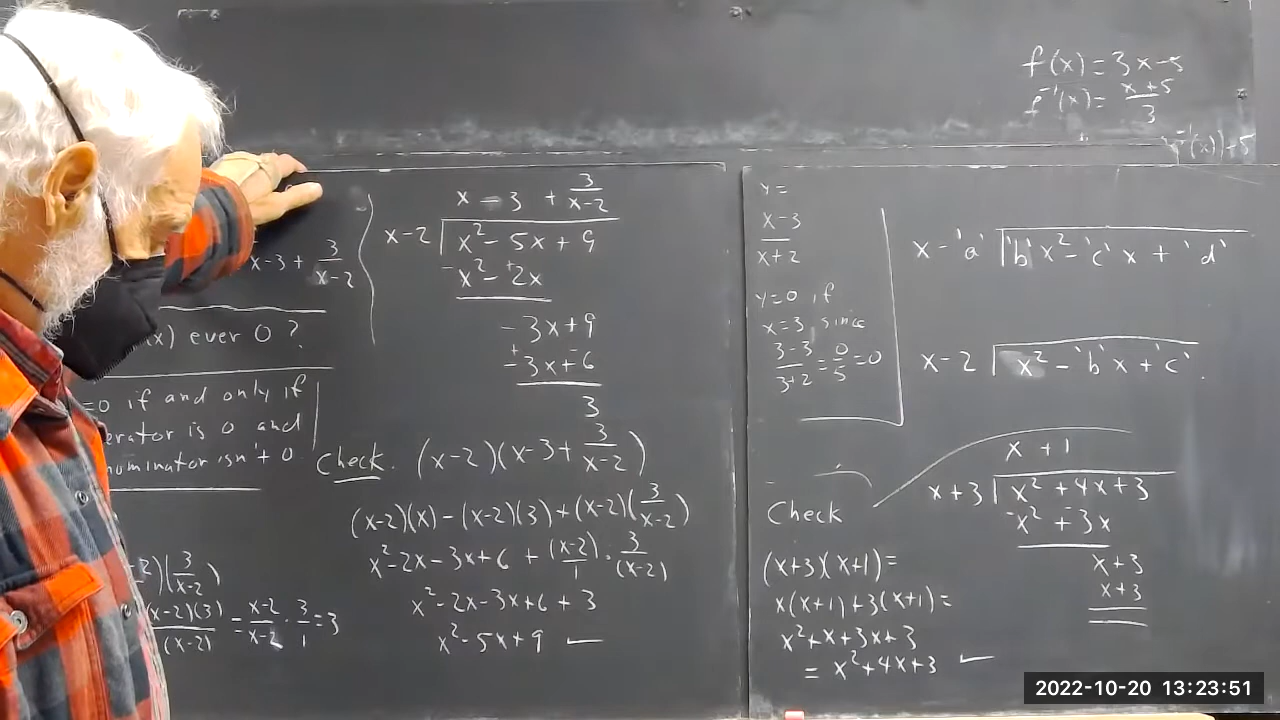 f(x) = 3x-5
f⁻¹(x) = (x+5)/3
⁻¹(x)) + 5
x-3 + 3/(x-2)
(x) ever 0 ?
=0 if and only if
erator is 0 and
nominator isn't 0
)(3/(x-2))
(x-2)(3)/(x-2) = (x-2)/(x-2) · 3/1 = 3
x - 3 + 3/(x-2)
x-2 x² - 5x + 9
-x² -+ 2x
- 3x + 9
-+ 3x +- 6
3
Check. (x-2)(x-3 + 3/(x-2))
(x-2)(x) - (x-2)(3) + (x-2)(3/(x-2))
x² - 2x - 3x + 6 + (x-2)/1 · 3/(x-2)
x² - 2x - 3x + 6 + 3
x² - 5x + 9
y =
(x-3)/(x+2)
y=0 if
x=3, since
(3-3)/(3+2) = 0/5 = 0
x - 'a' 'b' x² - 'c' x + 'd'
x-2 x² - 'b' x + 'c'
x + 1
x+3 x² + 4x + 3
-x² +- 3x
x+3
x+3
Check
(x+3)(x+1) =
x(x+1) + 3(x+1) =
x² + x + 3x + 3
= x² + 4x + 3
2022-10-20 13:23:51